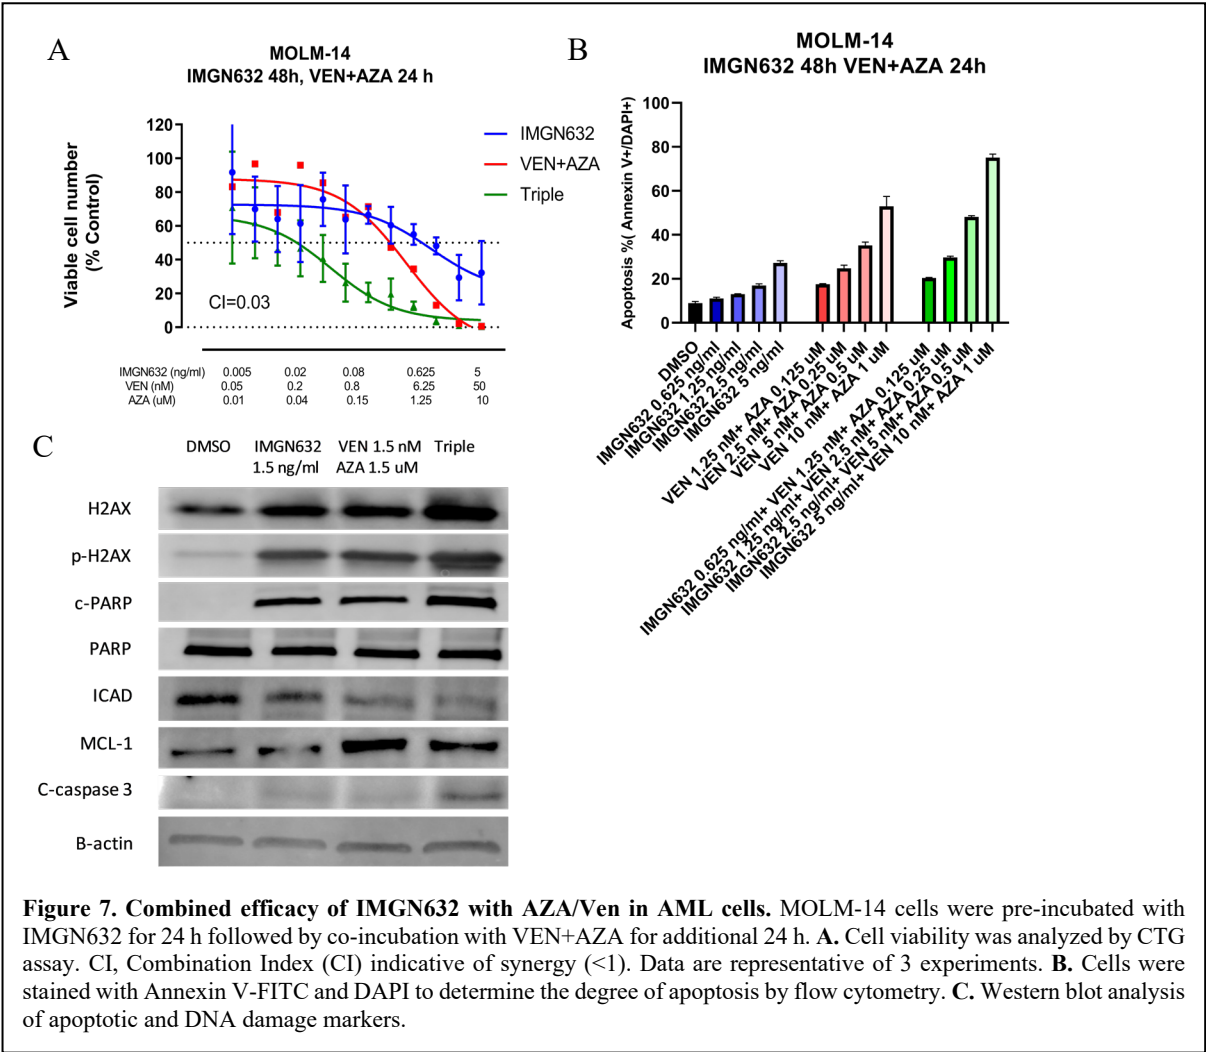 A
MOLM-14
IMGN632 48h, VEN+AZA 24 h
Viable cell number
(% Control)
120
100
80
60
40
20
0
CI=0.03
IMGN632
VEN+AZA
Triple
IMGN632 (ng/ml) 0.005 0.02 0.08 0.625 5
VEN (nM) 0.05 0.2 0.8 6.25 50
AZA (uM) 0.01 0.04 0.15 1.25 10
B
MOLM-14
IMGN632 48h VEN+AZA 24h
Apoptosis %( Annexin V+/DAPI+)
100
80
60
40
20
0
DMSO
IMGN632 0.625 ng/ml
IMGN632 1.25 ng/ml
IMGN632 2.5 ng/ml
IMGN632 5 ng/ml
VEN 1.25 nM+ AZA 0.125 uM
VEN 2.5 nM+ AZA 0.25 uM
VEN 5 nM+ AZA 0.5 uM
VEN 10 nM+ AZA 1 uM
IMGN632 0.625 ng/ml+ VEN 1.25 nM+ AZA 0.125 uM
IMGN632 1.25 ng/ml+ VEN 2.5 nM+ AZA 0.25 uM
IMGN632 2.5 ng/ml+ VEN 5 nM+ AZA 0.5 uM
IMGN632 5 ng/ml+ VEN 10 nM+ AZA 1 uM
C
DMSO IMGN632 VEN 1.5 nM Triple
1.5 ng/ml AZA 1.5 uM
H2AX
p-H2AX
c-PARP
PARP
ICAD
MCL-1
C-caspase 3
B-actin
Figure 7. Combined efficacy of IMGN632 with AZA/Ven in AML cells. MOLM-14 cells were pre-incubated with
IMGN632 for 24 h followed by co-incubation with VEN+AZA for additional 24 h. A. Cell viability was analyzed by CTG
assay. CI, Combination Index (CI) indicative of synergy (<1). Data are representative of 3 experiments. B. Cells were
stained with Annexin V-FITC and DAPI to determine the degree of apoptosis by flow cytometry. C. Western blot analysis
of apoptotic and DNA damage markers.